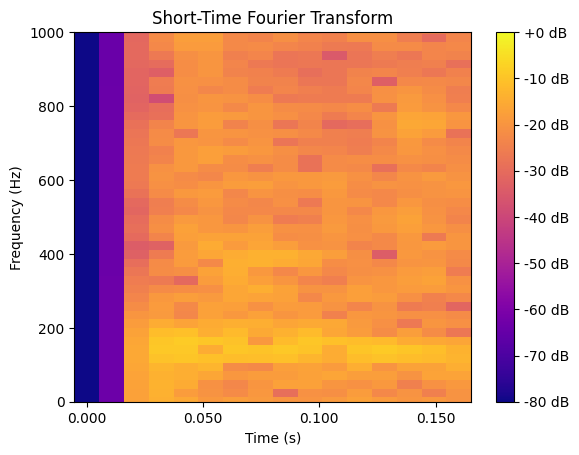 Short-Time Fourier Transform
1000
800
600
400
200
0
Frequency (Hz)
0.000
0.050
0.100
0.150
Time (s)
+0 dB
-10 dB
-20 dB
-30 dB
-40 dB
-50 dB
-60 dB
-70 dB
-80 dB